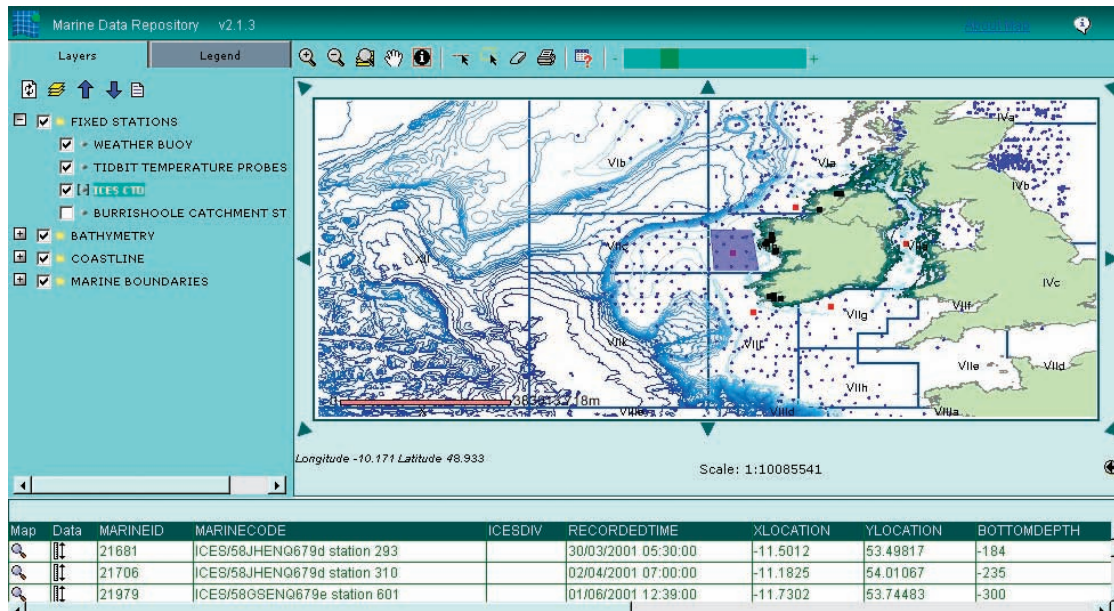 Marine Data Repository v2.1.3
About Map
Layers
Legend
- +
FIXED STATIONS
WEATHER BUOY
TIDBIT TEMPERATURE PROBES
ICES CTD
BURRISHOOLE CATCHMENT ST
BATHYMETRY
COASTLINE
MARINE BOUNDARIES
IVa
VIb
VIa
IVb
VIIc
XII
IVc
VIIg
VIIf
VIIk
VIIe
VIId
VIIh
VIIIa
VIIId
Longitude -10.171 Latitude 48.933
Scale: 1:10085541
Map Data MARINEID MARINECODE ICESDIV RECORDEDTIME XLOCATION YLOCATION BOTTOMDEPTH
21681 ICES/58JHENQ679d station 293 30/03/2001 05:30:00 -11.5012 53.49817 -184
21706 ICES/58JHENQ679d station 310 02/04/2001 07:00:00 -11.1825 54.01067 -235
21979 ICES/58GSENQ679e station 601 01/06/2001 12:39:00 -11.7302 53.74483 -300